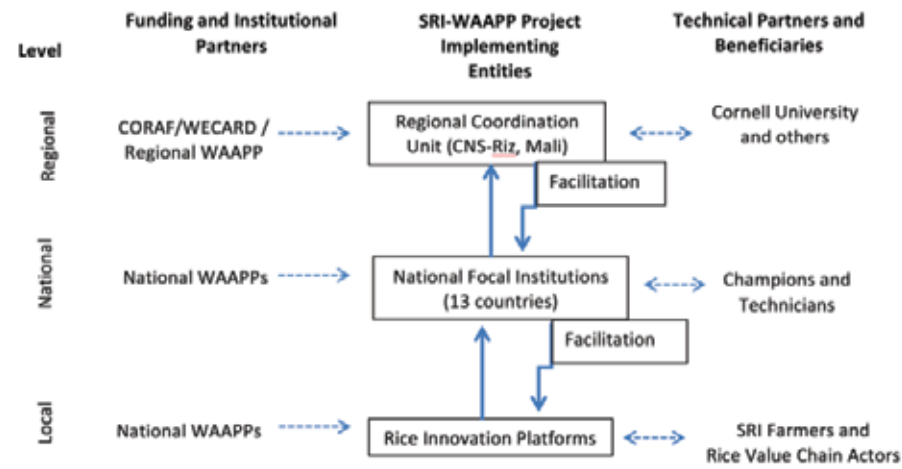 Level
Funding and Institutional
Partners
SRI-WAAPP Project
Implementing
Entities
Technical Partners and
Beneficiaries
Regional
CORAF/WECARD /
Regional WAAPP
Regional Coordination
Unit (CNS-Riz, Mali)
Cornell University
and others
Facilitation
National
National WAAPPs
National Focal Institutions
(13 countries)
Champions and
Technicians
Facilitation
Local
National WAAPPs
Rice Innovation Platforms
SRI Farmers and
Rice Value Chain Actors